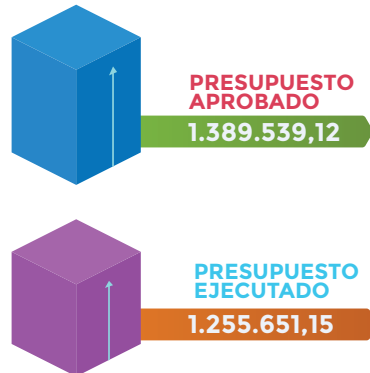 PRESUPUESTO
APROBADO
1.389.539,12
PRESUPUESTO
EJECUTADO
1.255.651,15